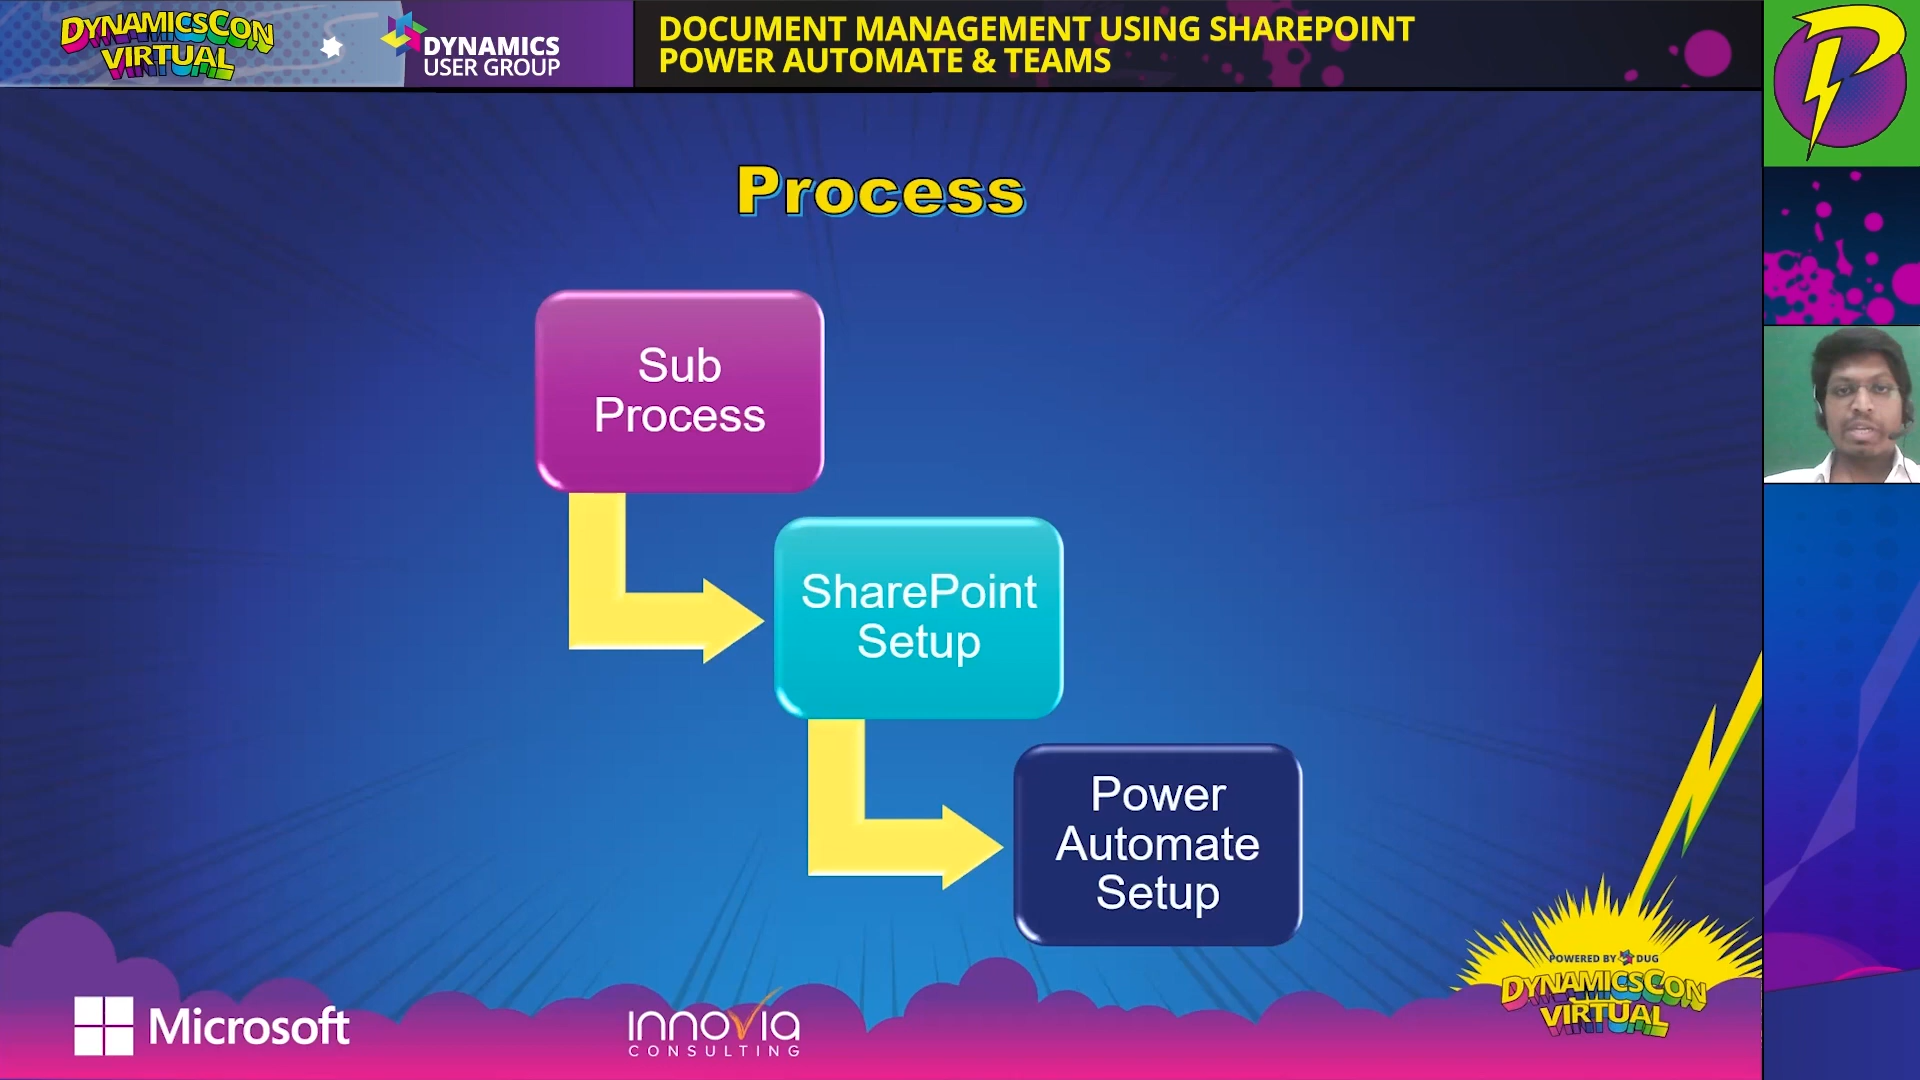 DYNAMICSCON
VIRTUAL
DYNAMICS
USER GROUP
DOCUMENT MANAGEMENT USING SHAREPOINT
POWER AUTOMATE & TEAMS
Process
Sub
Process
SharePoint
Setup
Power
Automate
Setup
POWERED BY DUG
DYNAMICSCON
VIRTUAL
Microsoft
innovia
CONSULTING